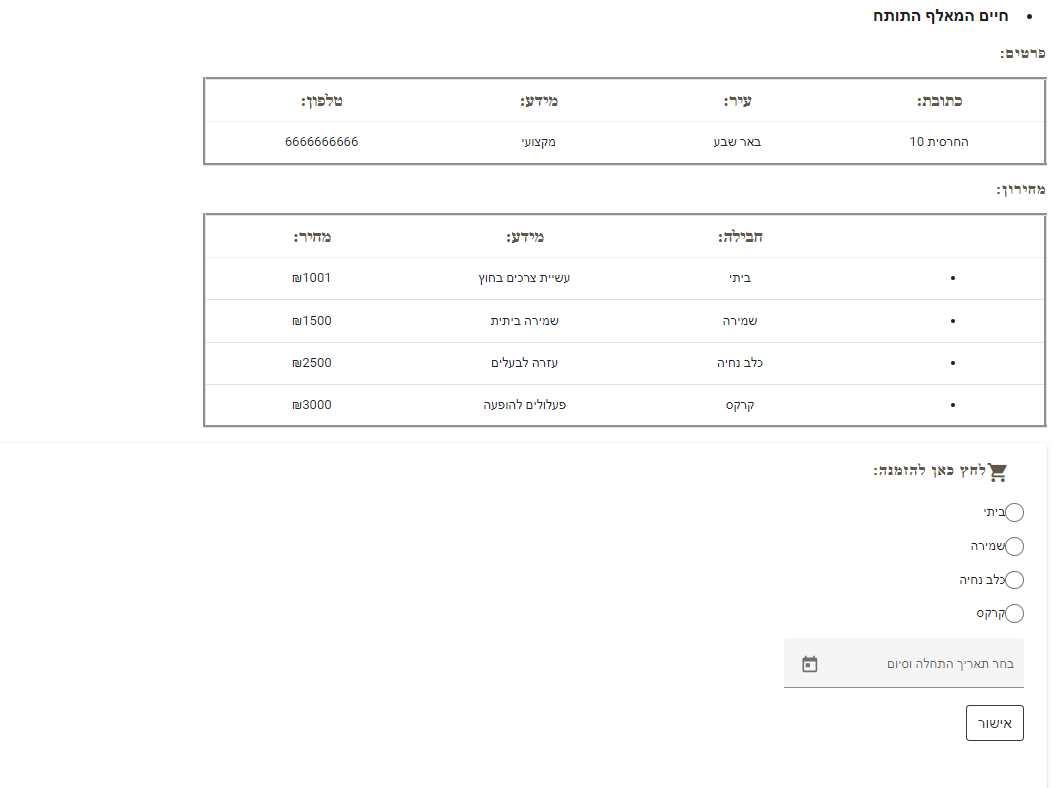 • חיים המאלף התותח
פרטים:
כתובת: עיר: מידע: טלפון:
החרסית 10 באר שבע מקצועי 6666666666
מחירון:
חבילה: מידע: מחיר:
• ביתי עשיית צרכים בחוץ ₪1001
• שמירה שמירה ביתית ₪1500
• כלב נחיה עזרה לבעלים ₪2500
• קרקס פעלולים להופעה ₪3000
לחץ כאן להזמנה:
ביתי
שמירה
כלב נחיה
קרקס
בחר תאריך התחלה וסיום
אישור